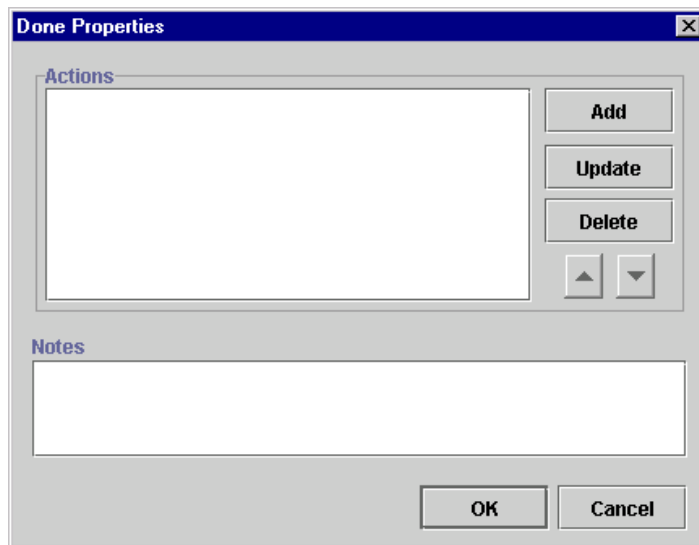 Done Properties
Actions
Add
Update
Delete
Notes
OK
Cancel